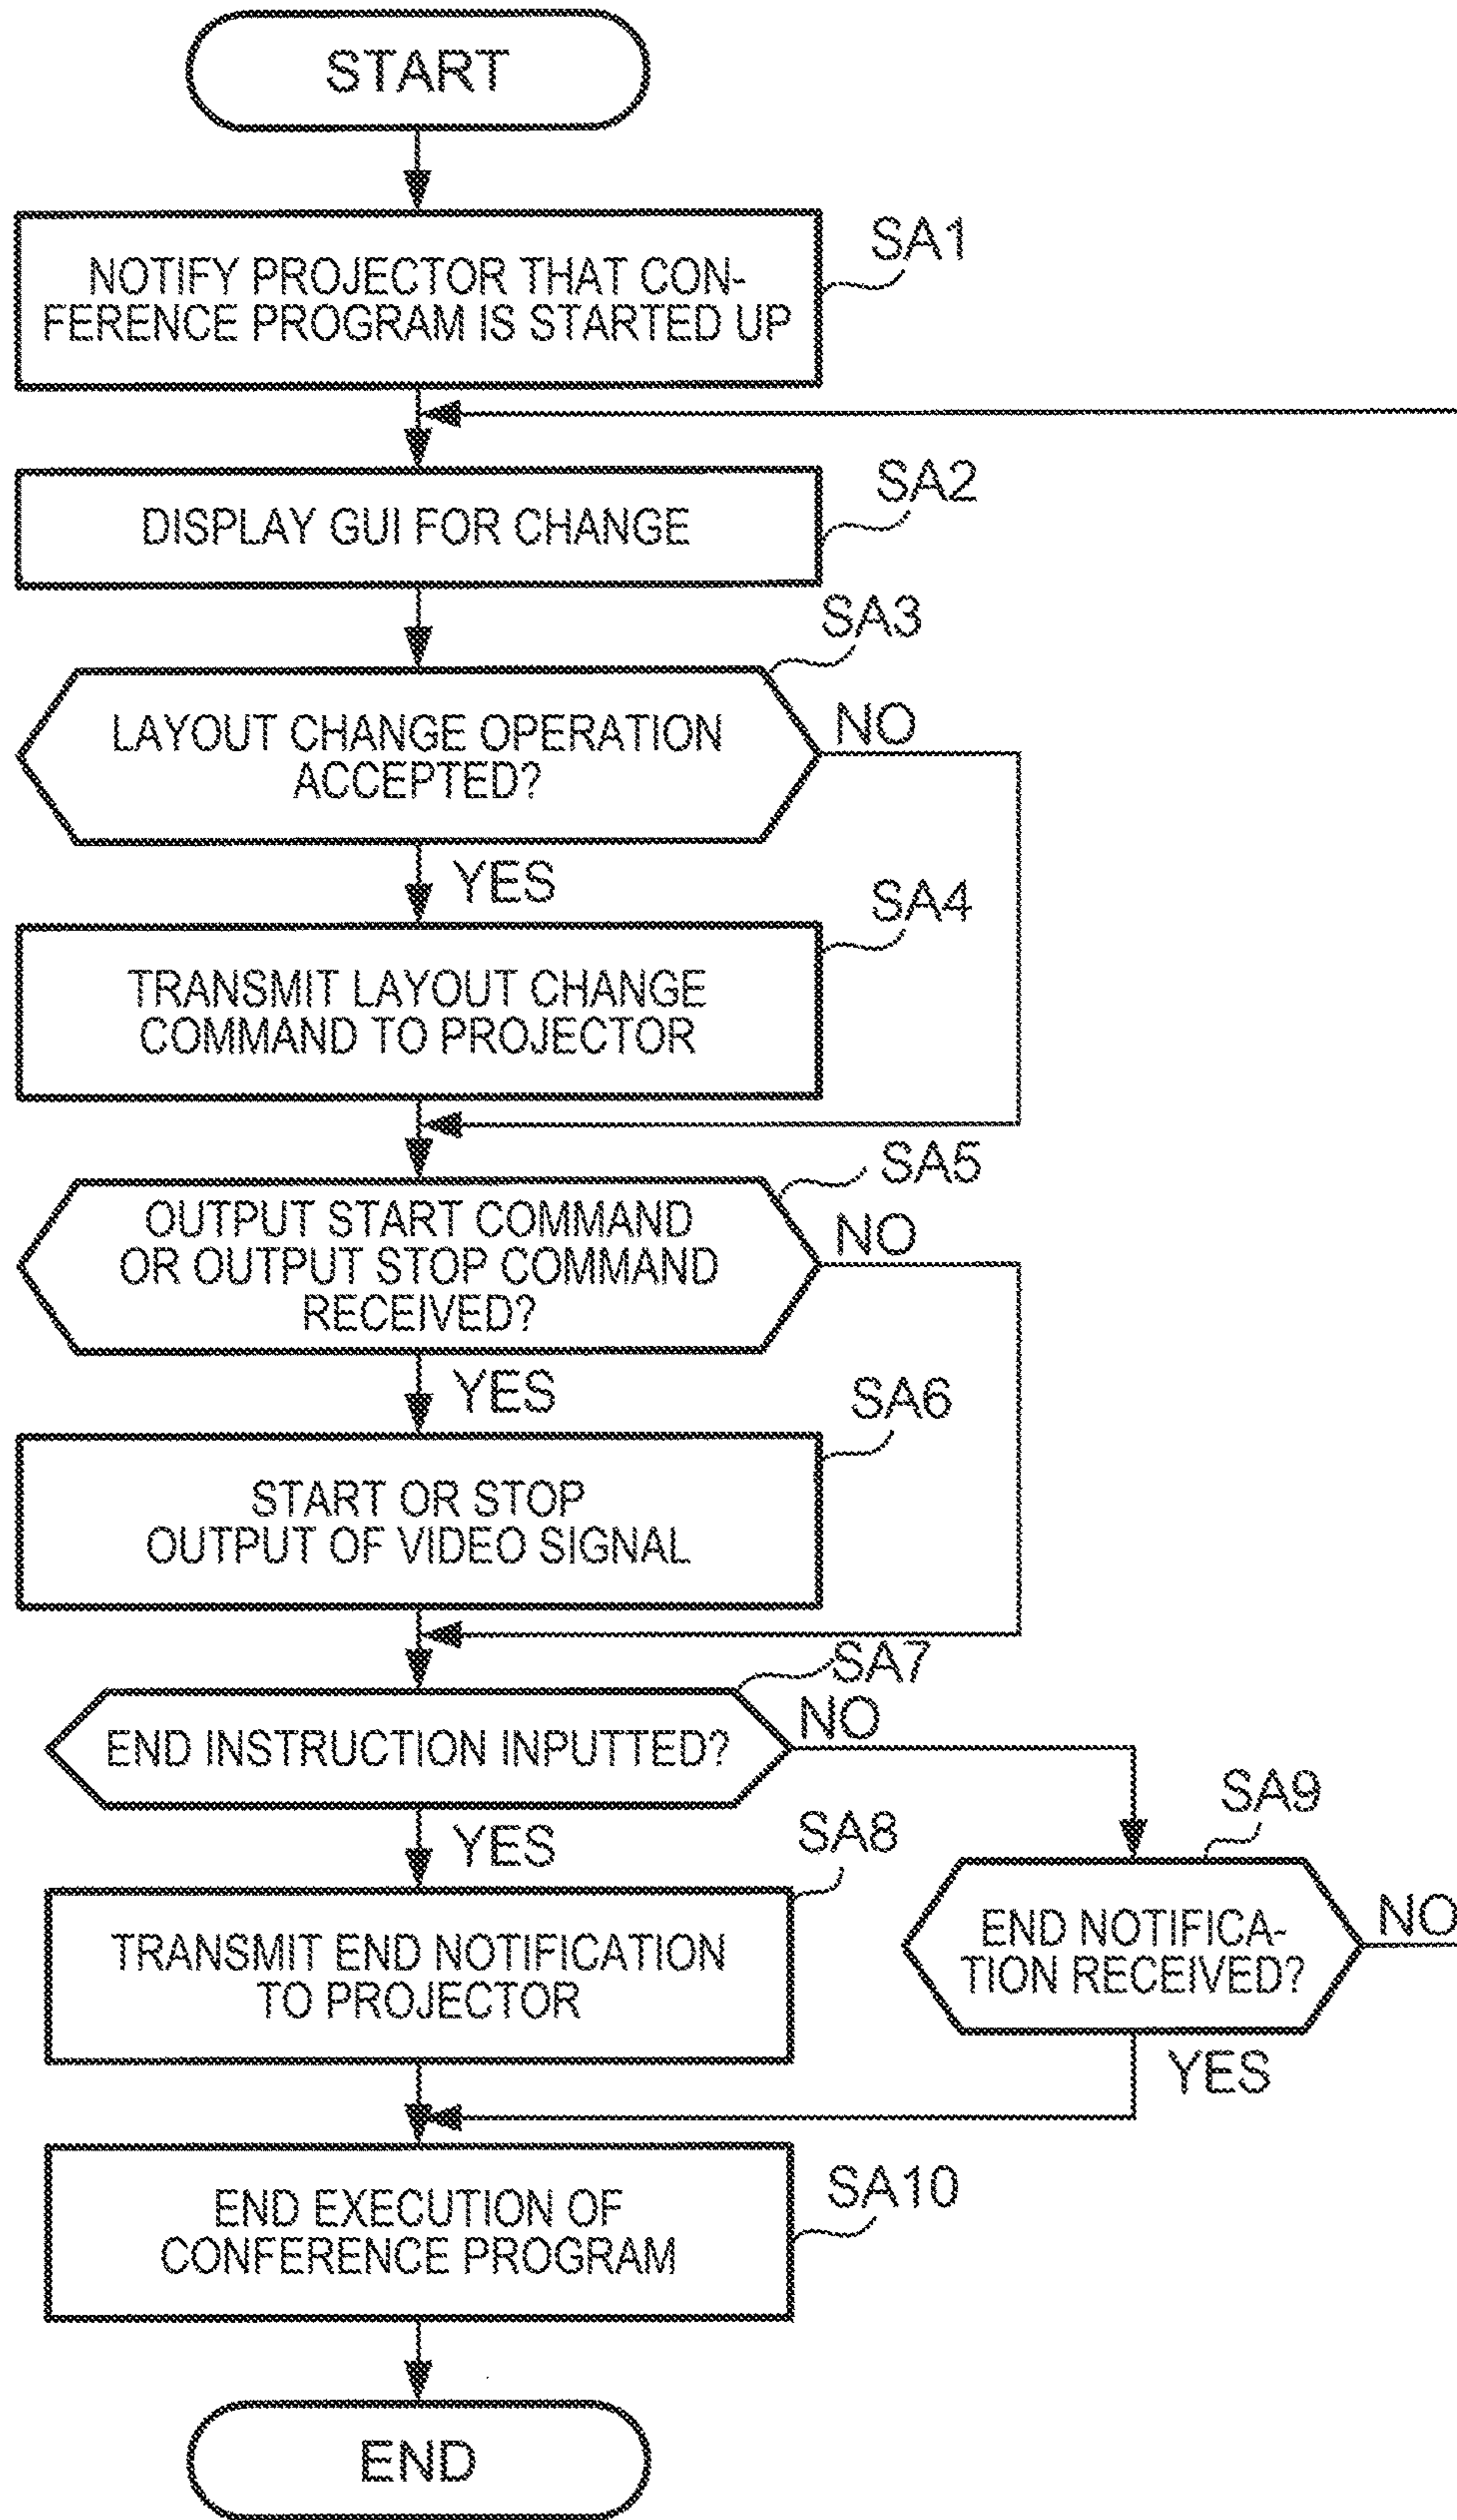 START
SA1
NOTIFY PROJECTOR THAT CON-
FERENCE PROGRAM IS STARTED UP
SA2
DISPLAY GUI FOR CHANGE
SA3
LAYOUT CHANGE OPERATION
ACCEPTED?
NO
YES
SA4
TRANSMIT LAYOUT CHANGE
COMMAND TO PROJECTOR
SA5
OUTPUT START COMMAND
OR OUTPUT STOP COMMAND
RECEIVED?
NO
YES
SA6
START OR STOP
OUTPUT OF VIDEO SIGNAL
SA7
END INSTRUCTION INPUTTED?
NO
YES
SA8
TRANSMIT END NOTIFICATION
TO PROJECTOR
SA9
END NOTIFICA-
TION RECEIVED?
NO
YES
SA10
END EXECUTION OF
CONFERENCE PROGRAM
END